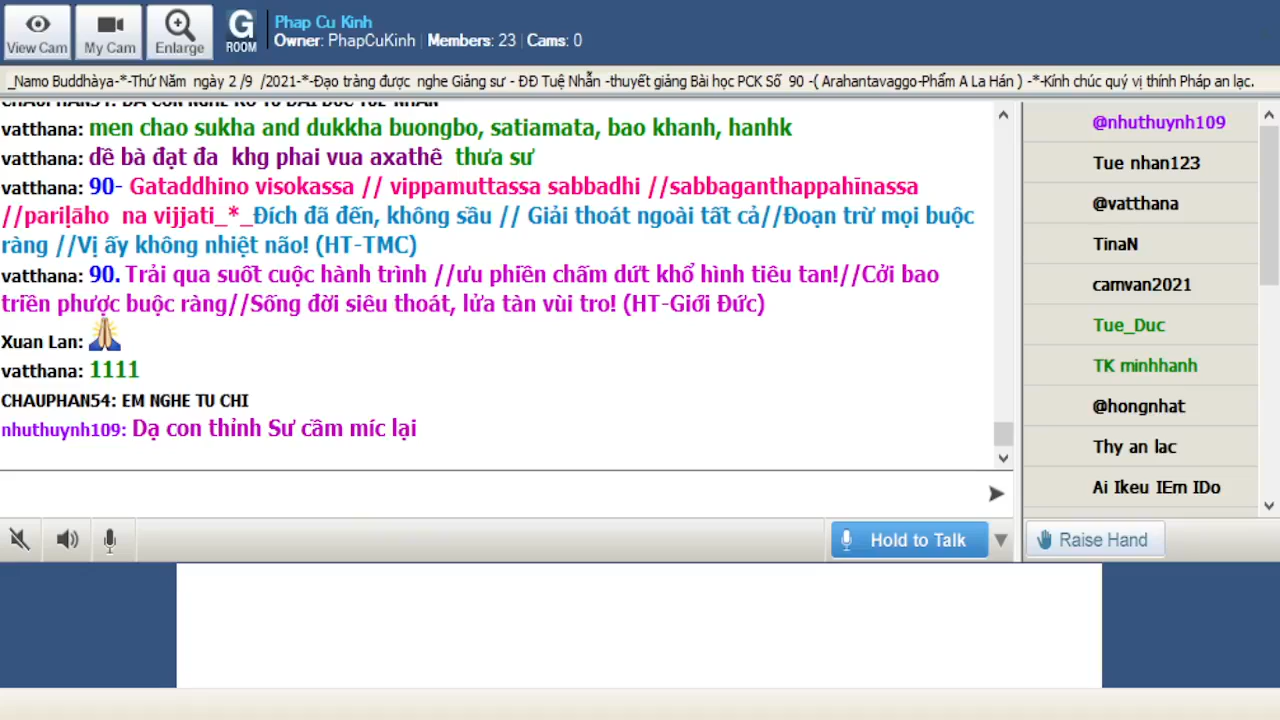 View Cam
My Cam
Enlarge
G
ROOM
Phap Cu Kinh
Owner: PhapCuKinh | Members: 23 | Cams: 0
_Namo Buddhàya-*-Thứ Năm ngày 2 /9 /2021-*-Đạo tràng được nghe Giảng sư - ĐĐ Tuệ Nhẫn -thuyết giảng Bài học PCK Số 90 -( Arahantavaggo-Phẩm A La Hán ) -*-Kính chúc quý vị thính Pháp an lạc.
vatthana: men chao sukha and dukkha buongbo, satiamata, bao khanh, hanhk
vatthana: dề bà đạt đa khg phai vua axathê thưa sư
vatthana: 90- Gataddhino visokassa // vippamuttassa sabbadhi //sabbaganthappahīnassa
//pariḷāho na vijjati_*_Đích đã đến, không sầu // Giải thoát ngoài tất cả//Đoạn trừ mọi buộc
ràng //Vị ấy không nhiệt não! (HT-TMC)
vatthana: 90. Trải qua suốt cuộc hành trình //ưu phiền chấm dứt khổ hình tiêu tan!//Cởi bao
triền phược buộc ràng//Sống đời siêu thoát, lửa tàn vùi tro! (HT-Giới Đức)
Xuan Lan:
vatthana: 1111
CHAUPHAN54: EM NGHE TU CHI
nhuthuynh109: Dạ con thỉnh Sư cầm míc lại
@nhuthuynh109
Tue nhan123
@vatthana
TinaN
camvan2021
Tue_Duc
TK minhhanh
@hongnhat
Thy an lac
Ai Ikeu IEm IDo
Hold to Talk
Raise Hand